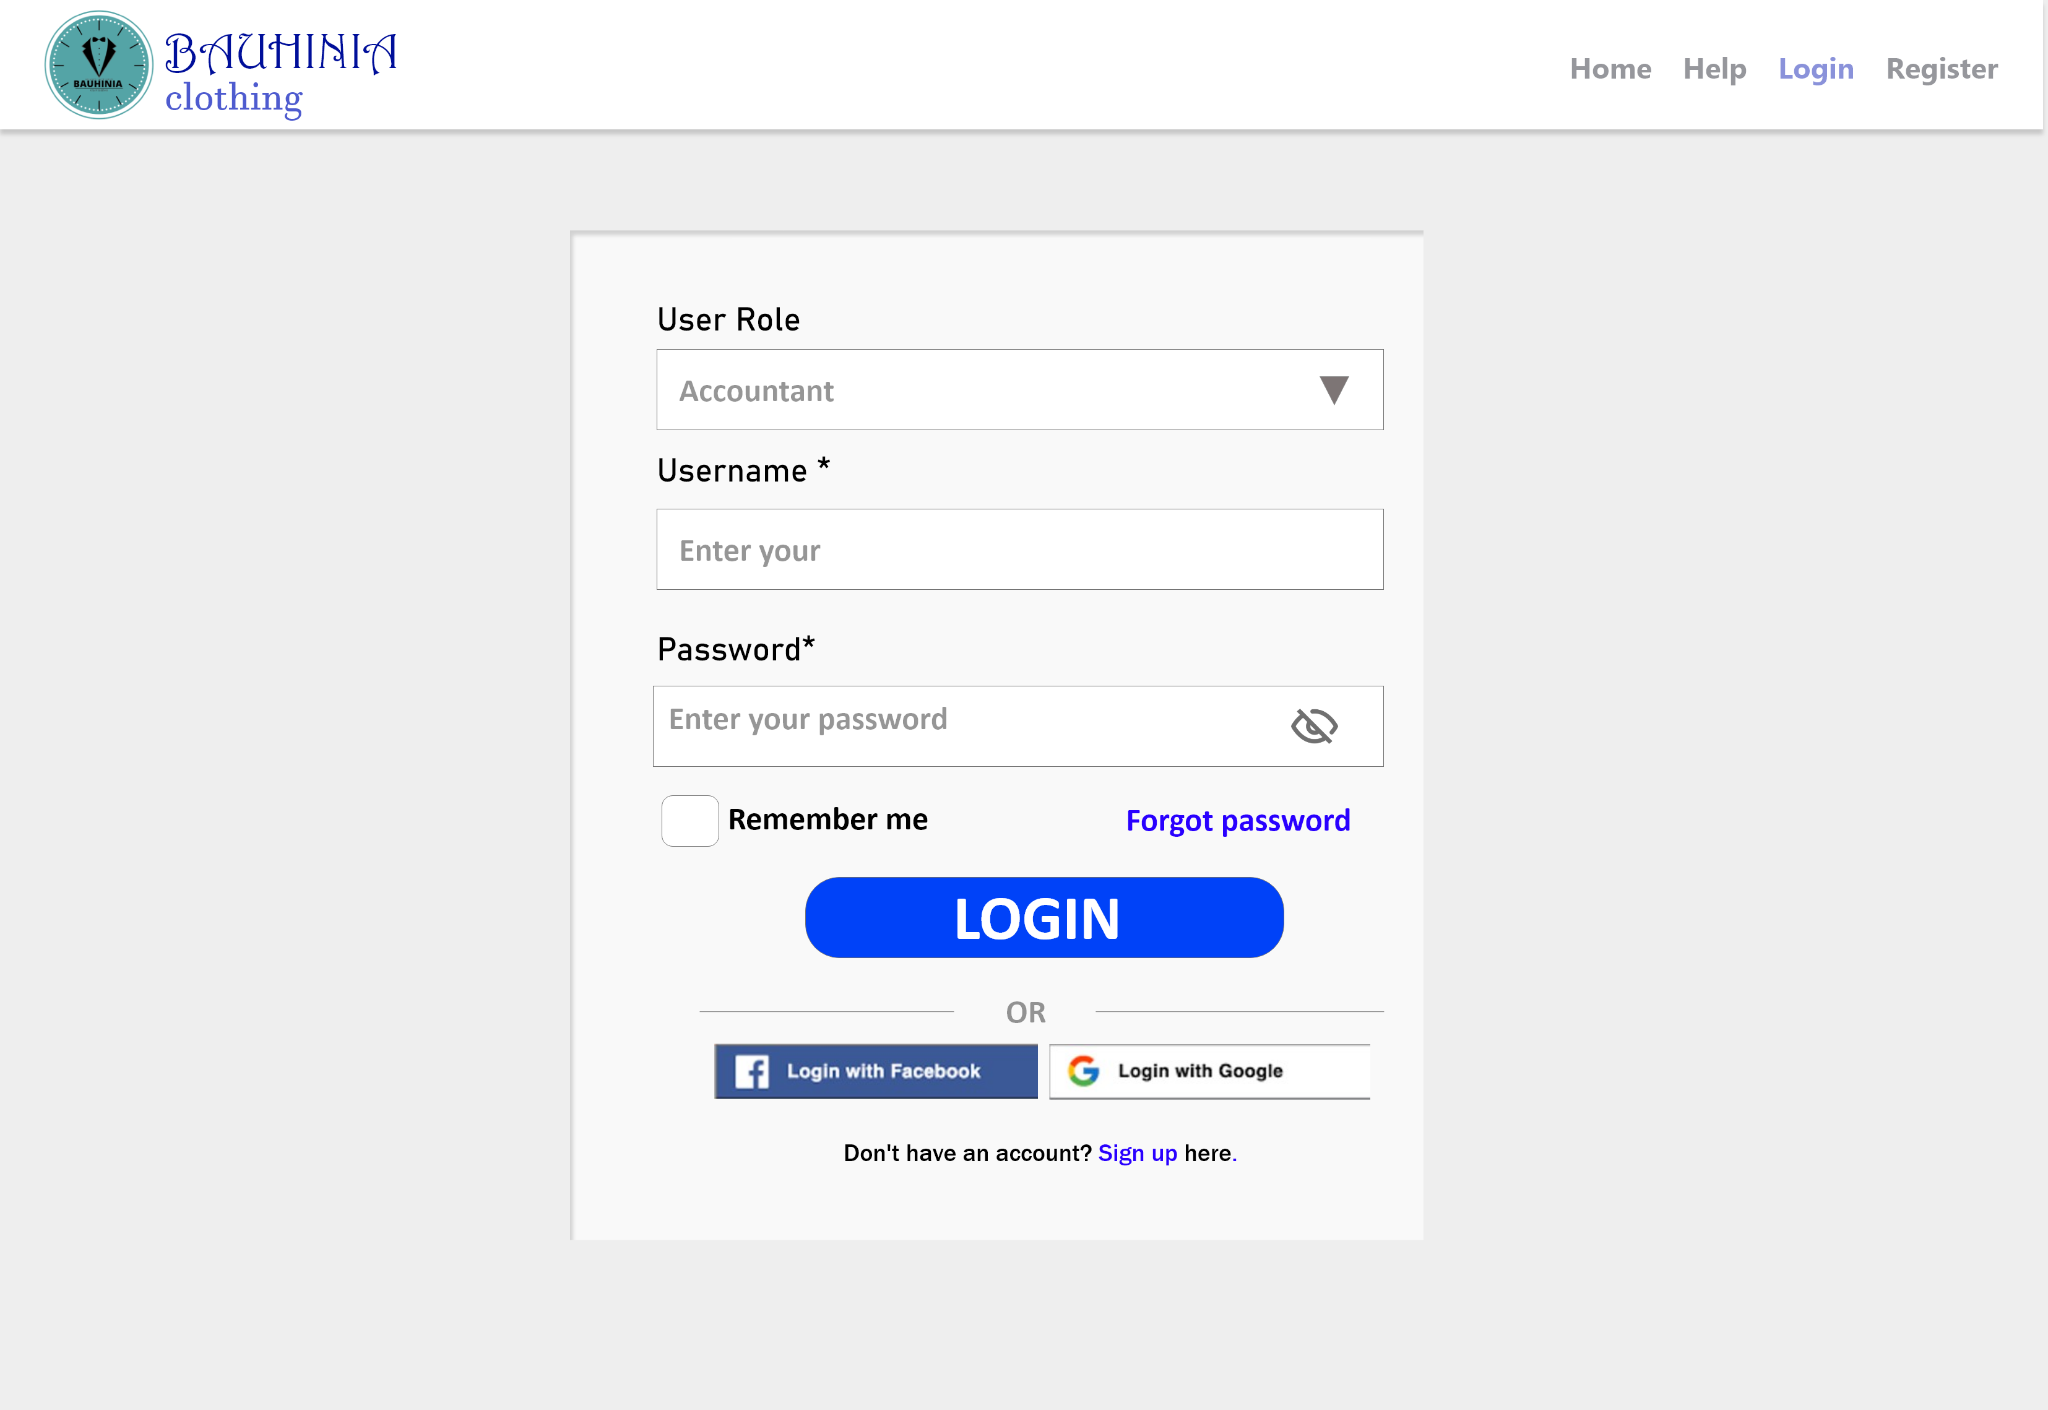 BAUHINIA
BAUHINIA
clothing
Home Help Login Register
User Role
Accountant
Username *
Enter your
Password*
Enter your password
Remember me Forgot password
LOGIN
OR
Login with Facebook Login with Google
Don't have an account? Sign up here.